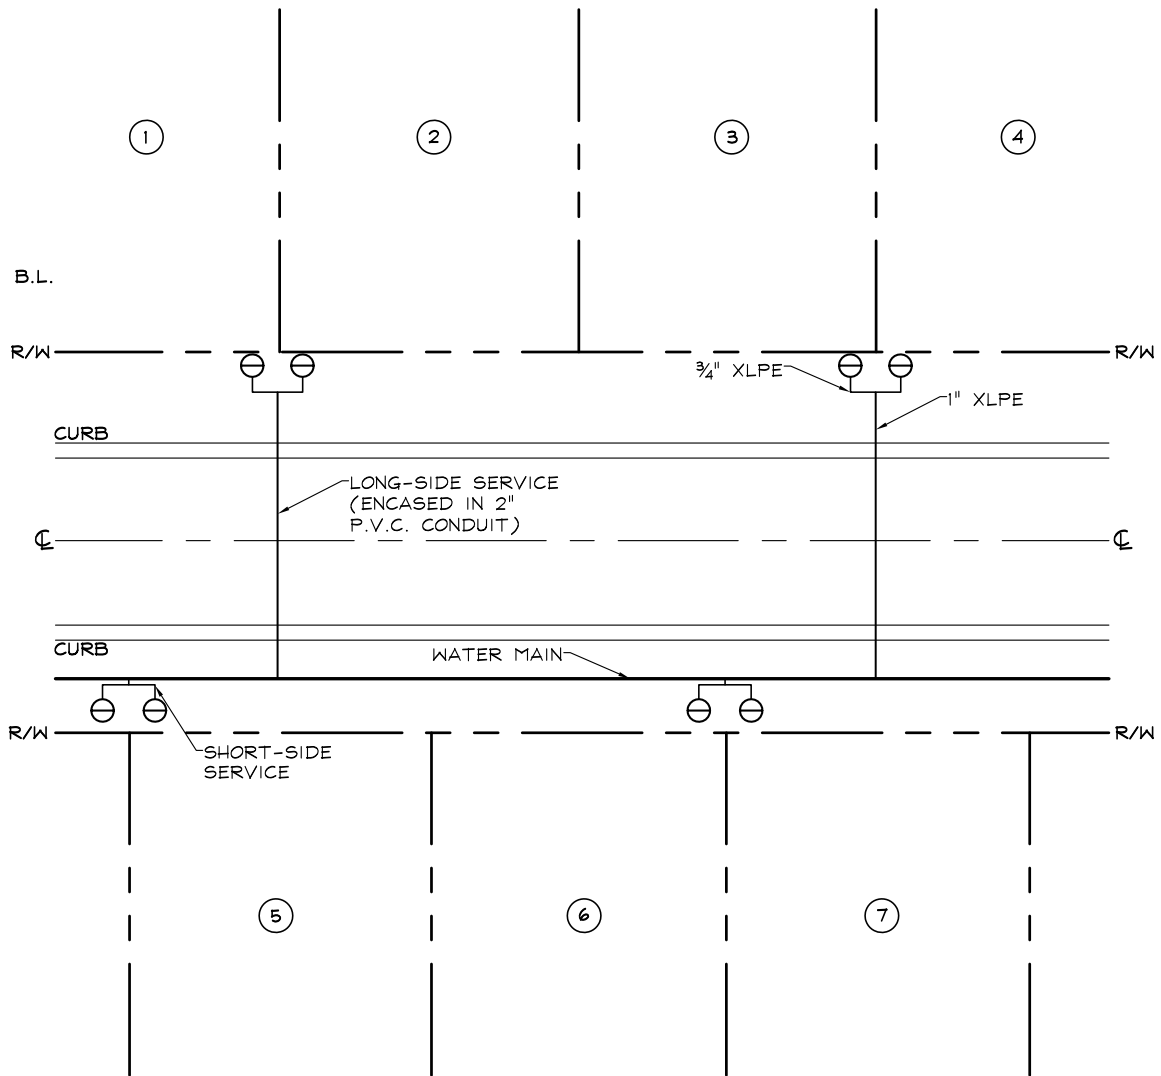 1
2
3
4
B.L.
R/W
R/W
3/4" XLPE
1" XLPE
CURB
LONG-SIDE SERVICE
(ENCASED IN 2"
P.V.C. CONDUIT)
℄
℄
CURB
WATER MAIN
R/W
R/W
SHORT-SIDE
SERVICE
5
6
7